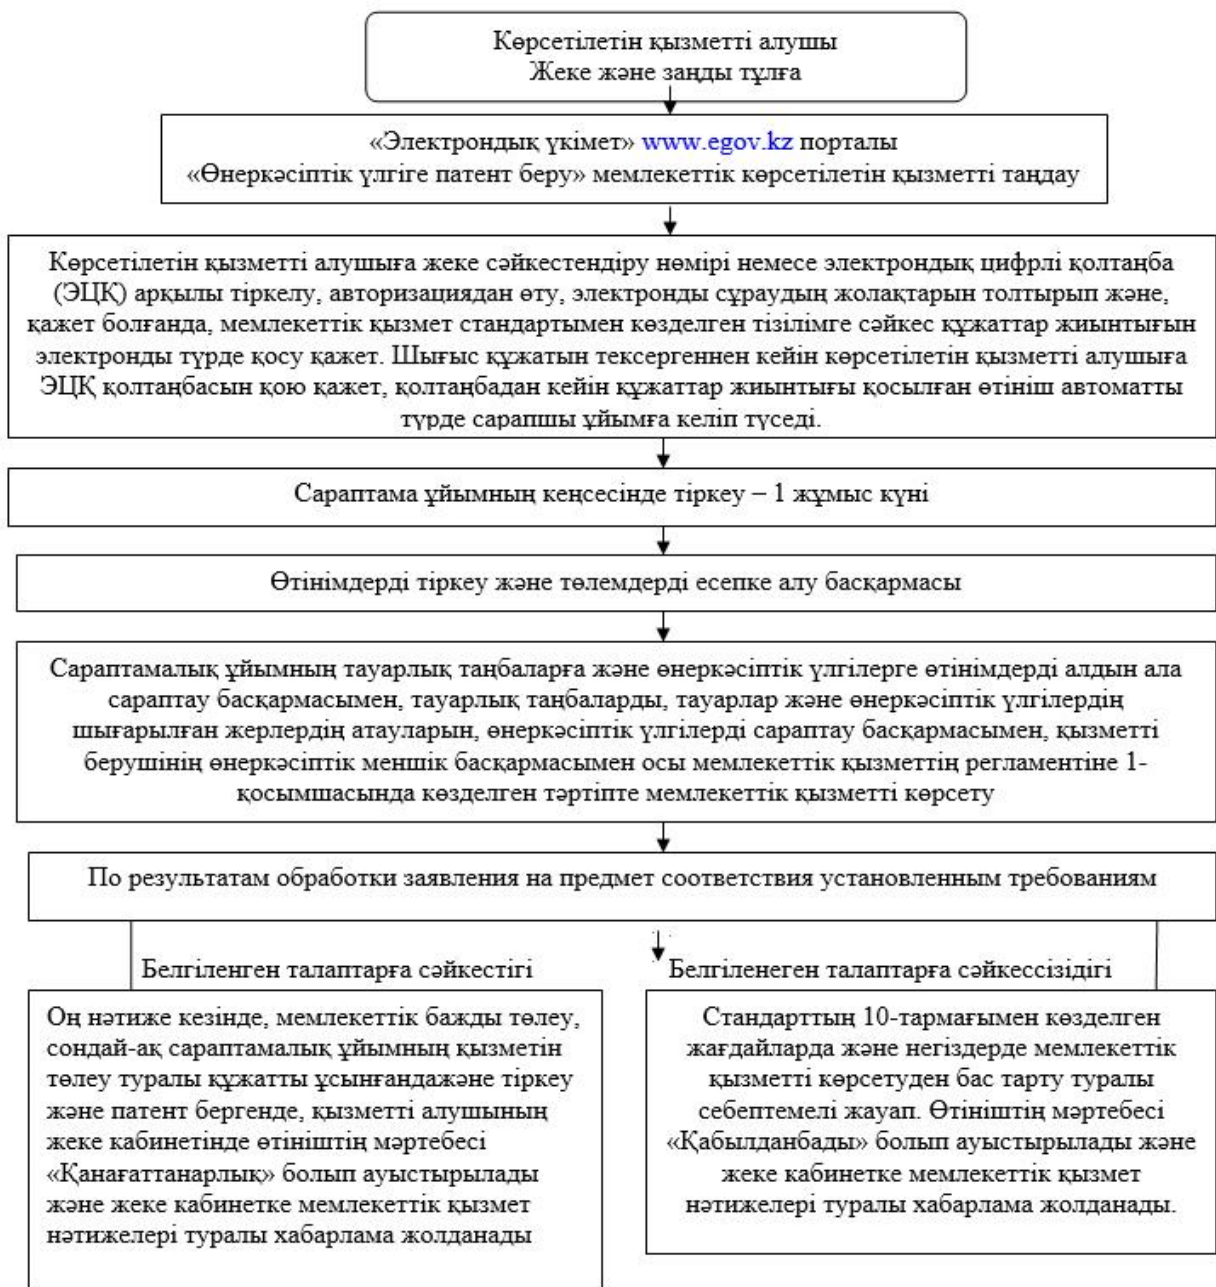 Көрсетілетін қызметті алушы
Жеке және заңды тұлға
«Электрондық үкімет» www.egov.kz порталы
«Өнеркәсіптік үлгіге патент беру» мемлекеттік көрсетілетін қызметті таңдау
Көрсетілетін қызметті алушыға жеке сәйкестендіру нөмірі немесе электрондық цифрлі қолтаңба
(ЭЦҚ) арқылы тіркелу, авторизациядан өту, электронды сұраудың жолақтарын толтырып және,
қажет болғанда, мемлекеттік қызмет стандартымен көзделген тізілімге сәйкес құжаттар жиынтығын
электронды түрде қосу қажет. Шығыс құжатын тексергеннен кейін көрсетілетін қызметті алушыға
ЭЦҚ қолтаңбасын қою қажет, қолтаңбадан кейін құжаттар жиынтығы қосылған өтініш автоматты
түрде сарапшы ұйымға келіп түседі.
Сараптама ұйымның кеңсесінде тіркеу – 1 жұмыс күні
Өтінімдерді тіркеу және төлемдерді есепке алу басқармасы
Сараптамалық ұйымның тауарлық таңбаларға және өнеркәсіптік үлгілерге өтінімдерді алдын ала
сараптау басқармасымен, тауарлық таңбаларды, тауарлар және өнеркәсіптік үлгілердің
шығарылған жерлердің атауларын, өнеркәсіптік үлгілерді сараптау басқармасымен, қызметті
берушінің өнеркәсіптік меншік басқармасымен осы мемлекеттік қызметтің регламентіне 1-
қосымшасында көзделген тәртіпте мемлекеттік қызметті көрсету
По результатам обработки заявления на предмет соответствия установленным требованиям
Белгіленген талаптарға сәйкестігі
Оң нәтиже кезінде, мемлекеттік бажды төлеу,
сондай-ақ сараптамалық ұйымның қызметін
төлеу туралы құжатты ұсынғандажәне тіркеу
және патент бергенде, қызметті алушының
жеке кабинетінде өтініштің мәртебесі
«Қанағаттанарлық» болып ауыстырылады
және жеке кабинетке мемлекеттік қызмет
нәтижелері туралы хабарлама жолданады
Белгіленеген талаптарға сәйкессізідігі
Стандарттың 10-тармағымен көзделген
жағдайларда және негіздерде мемлекеттік
қызметті көрсетуден бас тарту туралы
себептемелі жауап. Өтініштің мәртебесі
«Қабылданбады» болып ауыстырылады және
жеке кабинетке мемлекеттік қызмет
нәтижелері туралы хабарлама жолданады.